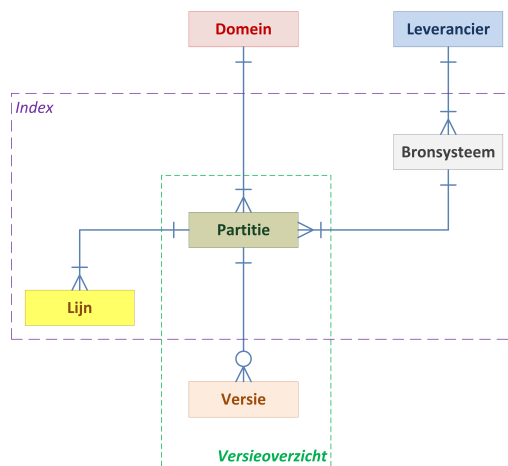 Domein
Leverancier
Index
Bronsysteem
Partitie
Lijn
Versie
Versieoverzicht